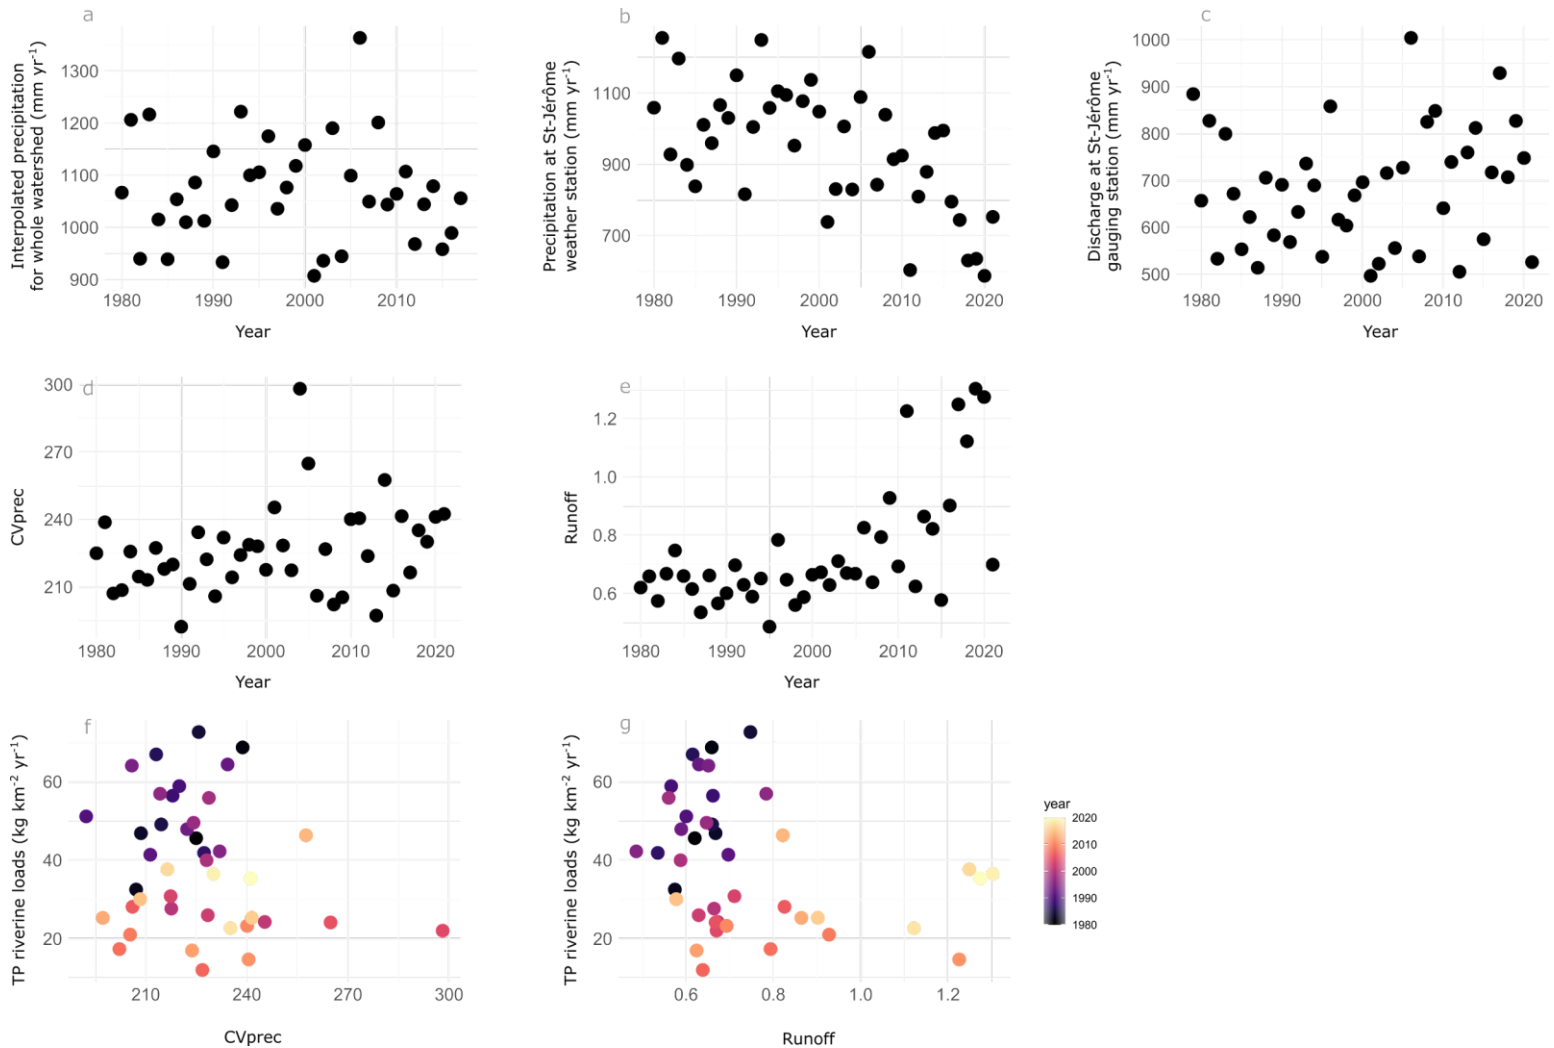 a
Interpolated precipitation
for whole watershed (mm yr⁻¹)
1300
1200
1100
1000
900
1980
1990
2000
2010
Year
b
Precipitation at St-Jérôme
weather station (mm yr⁻¹)
1100
900
700
1980
1990
2000
2010
2020
Year
c
Discharge at St-Jérôme
gauging station (mm yr⁻¹)
1000
900
800
700
600
500
1980
1990
2000
2010
2020
Year
d
CVprec
300
270
240
210
1980
1990
2000
2010
2020
Year
e
Runoff
1.2
1.0
0.8
0.6
1980
1990
2000
2010
2020
Year
f
TP riverine loads (kg km⁻² yr⁻¹)
60
40
20
210
240
270
300
CVprec
g
TP riverine loads (kg km⁻² yr⁻¹)
60
40
20
0.6
0.8
1.0
1.2
Runoff
year
2020
2010
2000
1990
1980